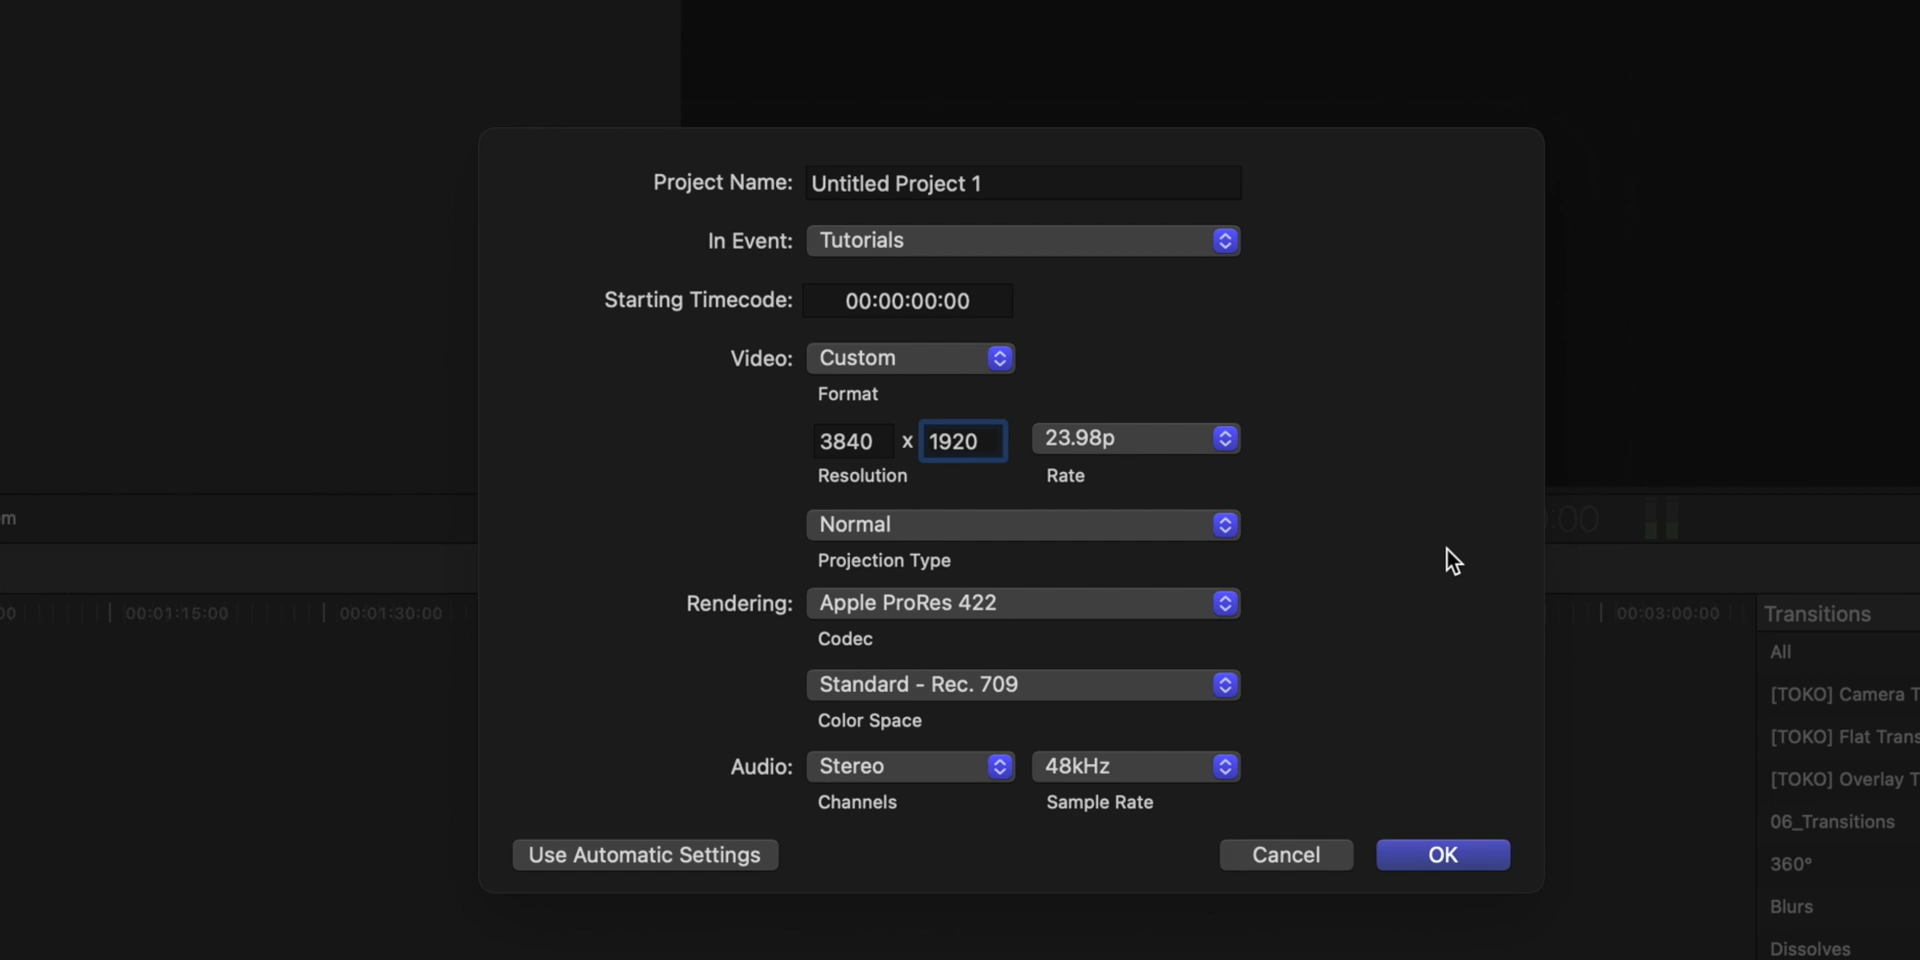 Project Name: Untitled Project 1
In Event: Tutorials
Starting Timecode: 00:00:00:00
Video: Custom
Format
3840 x 1920 23.98p
Resolution Rate
Normal
Projection Type
Rendering: Apple ProRes 422
Codec
Standard - Rec. 709
Color Space
Audio: Stereo 48kHz
Channels Sample Rate
Use Automatic Settings Cancel OK
:00
00:01:15:00 00:01:30:00 00:03:00:00
Transitions
All
[TOKO] Camera T
[TOKO] Flat Trans
[TOKO] Overlay T
06_Transitions
360°
Blurs
Dissolves